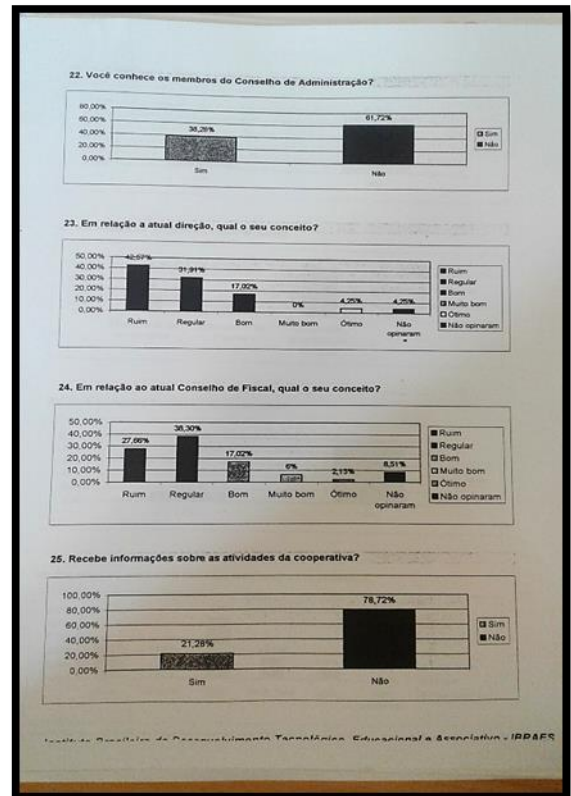 22. Você conhece os membros do Conselho de Administração?
80,00%
60,00%
40,00%
20,00%
0,00%
38,28%
61,72%
Sim
Não
Sim
Não
23. Em relação a atual direção, qual o seu conceito?
50,00%
40,00%
30,00%
20,00%
10,00%
0,00%
42,57%
31,91%
17,02%
0%
4,25%
4,25%
Ruim
Regular
Bom
Muito bom
Ótimo
Não opinaram
Ruim
Regular
Bom
Muito bom
Ótimo
Não opinaram
24. Em relação ao atual Conselho de Fiscal, qual o seu conceito?
50,00%
40,00%
30,00%
20,00%
10,00%
0,00%
27,66%
38,30%
17,02%
6%
2,13%
8,51%
Ruim
Regular
Bom
Muito bom
Ótimo
Não opinaram
Ruim
Regular
Bom
Muito bom
Ótimo
Não opinaram
25. Recebe informações sobre as atividades da cooperativa?
100,00%
80,00%
60,00%
40,00%
20,00%
0,00%
21,28%
78,72%
Sim
Não
Sim
Não
Instituto Brasileiro de Desenvolvimento Tecnológico, Educacional e Associativo - IBRAES